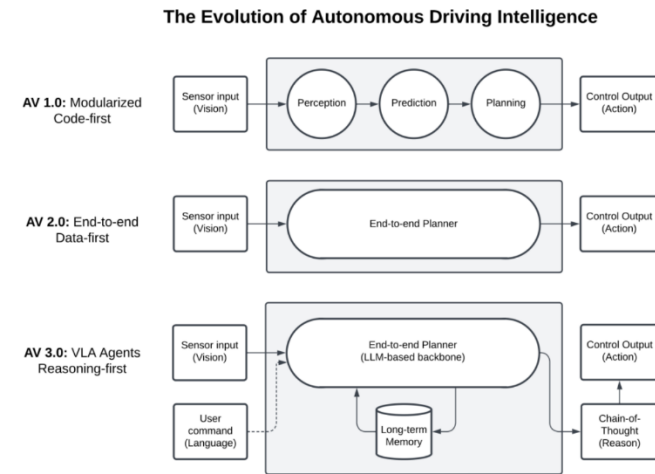 The Evolution of Autonomous Driving Intelligence
AV 1.0: Modularized
Code-first
Sensor input
(Vision)
Perception
Prediction
Planning
Control Output
(Action)
AV 2.0: End-to-end
Data-first
Sensor input
(Vision)
End-to-end Planner
Control Output
(Action)
AV 3.0: VLA Agents
Reasoning-first
Sensor input
(Vision)
End-to-end Planner
(LLM-based backbone)
Control Output
(Action)
User
command
(Language)
Long-term
Memory
Chain-of-
Thought
(Reason)